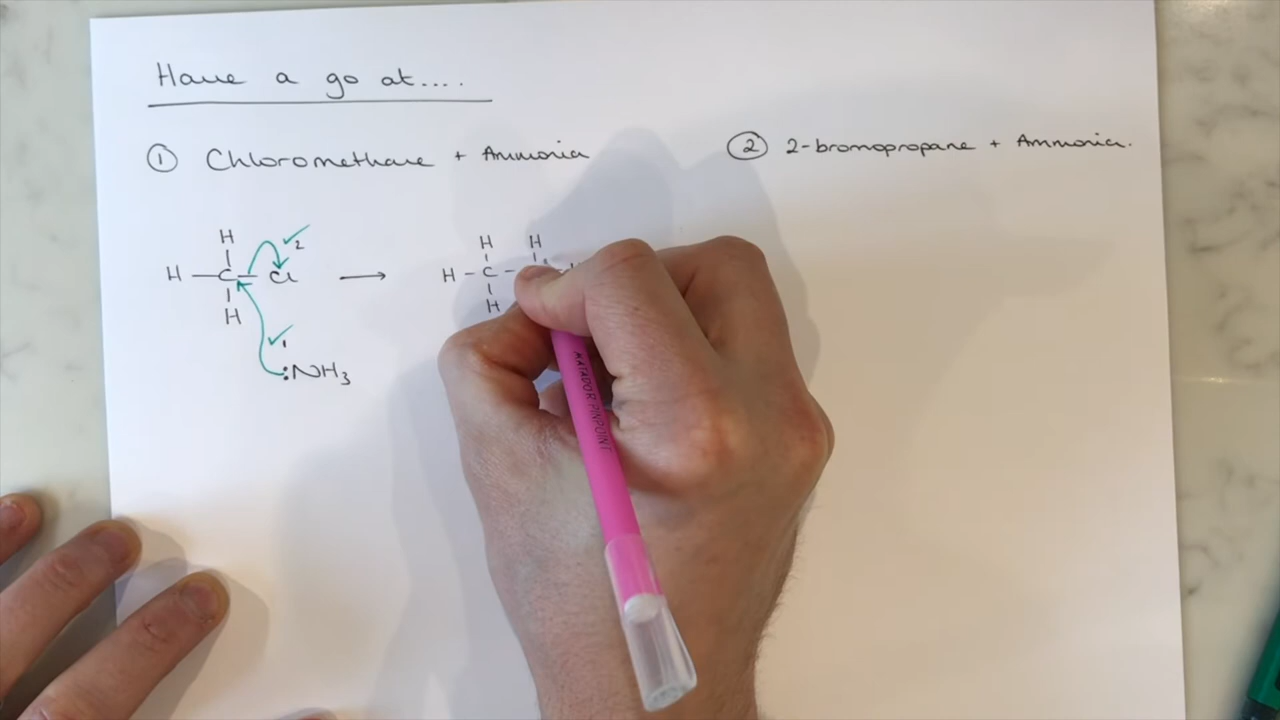 Have a go at....
① Chloromethane + Ammonia
② 2-bromopropane + Ammonia.
H
H – C – Cl ✓2 →
H
✓1
:NH3
H H
H – C –
H
MATADOR PINPOINT